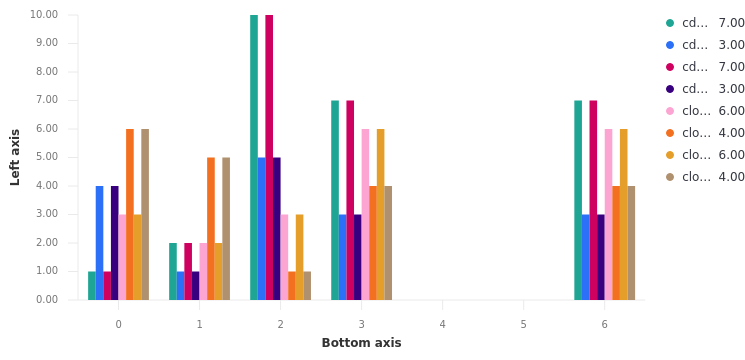 10.00
9.00
8.00
7.00
6.00
5.00
4.00
3.00
2.00
1.00
0.00
Left axis
0 1 2 3 4 5 6
Bottom axis
cd... 7.00
cd... 3.00
cd... 7.00
cd... 3.00
clo... 6.00
clo... 4.00
clo... 6.00
clo... 4.00